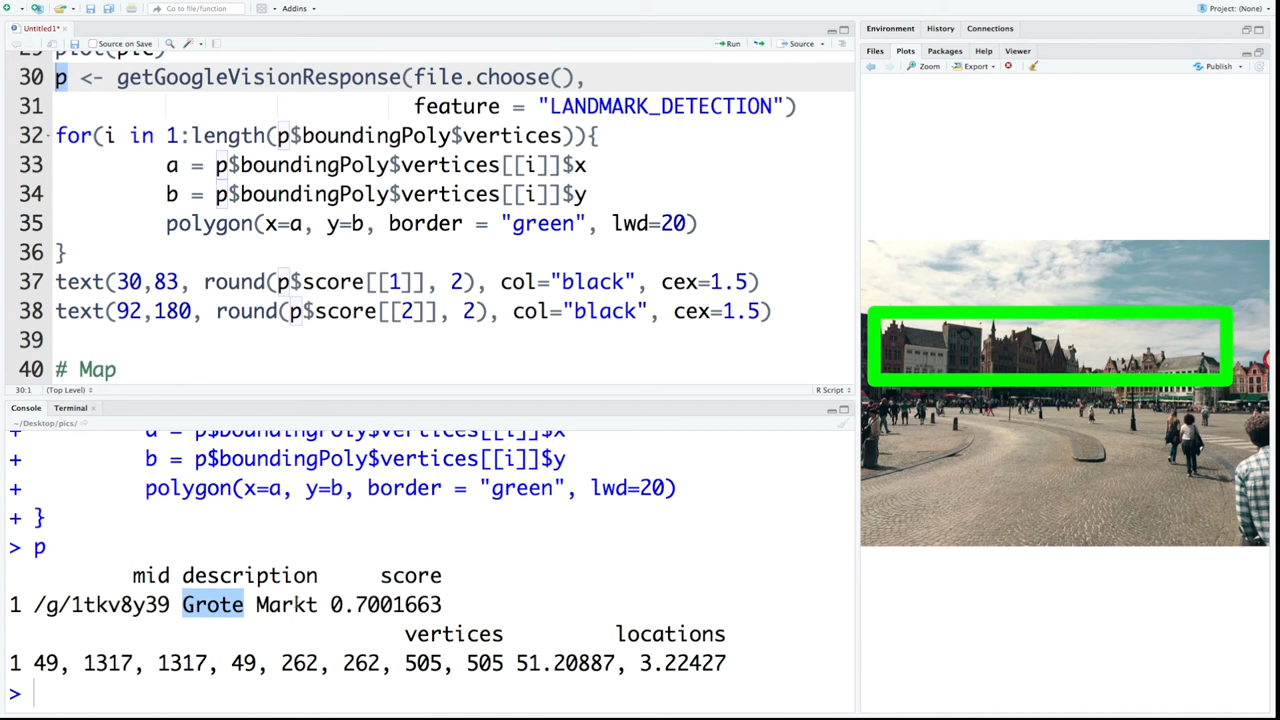 Go to file/function
Addins
Project: (None)
Untitled1*
Source on Save
Run
Source
30 p <- getGoogleVisionResponse(file.choose(),
31 feature = "LANDMARK_DETECTION")
32 for(i in 1:length(p$boundingPoly$vertices)){
33 a = p$boundingPoly$vertices[[i]]$x
34 b = p$boundingPoly$vertices[[i]]$y
35 polygon(x=a, y=b, border = "green", lwd=20)
36 }
37 text(30,83, round(p$score[[1]], 2), col="black", cex=1.5)
38 text(92,180, round(p$score[[2]], 2), col="black", cex=1.5)
39
40 # Map
30:1 (Top Level) R Script
Console Terminal
~/Desktop/pics/
+ a = p$boundingPoly$vertices[[i]]$x
+ b = p$boundingPoly$vertices[[i]]$y
+ polygon(x=a, y=b, border = "green", lwd=20)
+ }
> p
mid description score
1 /g/1tkv8y39 Grote Markt 0.7001663
vertices locations
1 49, 1317, 1317, 49, 262, 262, 505, 505 51.20887, 3.22427
>
Environment History Connections
Files Plots Packages Help Viewer
Zoom Export Publish